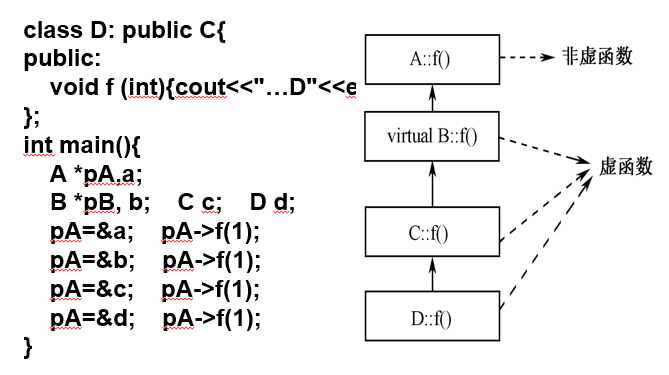 class D: public C{
public:
void f (int){cout<<"…D"<<e
};
int main(){
A *pA,a;
B *pB, b; C c; D d;
pA=&a; pA->f(1);
pA=&b; pA->f(1);
pA=&c; pA->f(1);
pA=&d; pA->f(1);
}
A::f()
非虚函数
virtual B::f()
虚函数
C::f()
D::f()